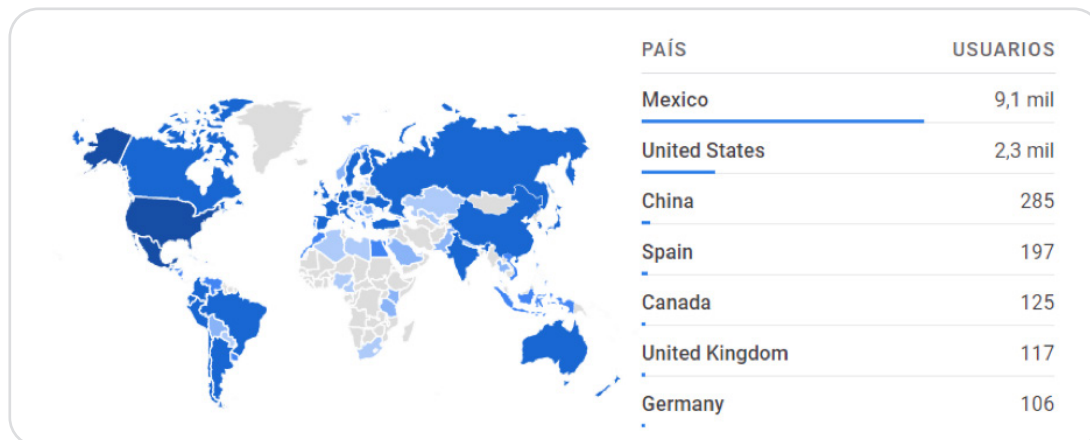 PAÍS USUARIOS
Mexico 9,1 mil
United States 2,3 mil
China 285
Spain 197
Canada 125
United Kingdom 117
Germany 106